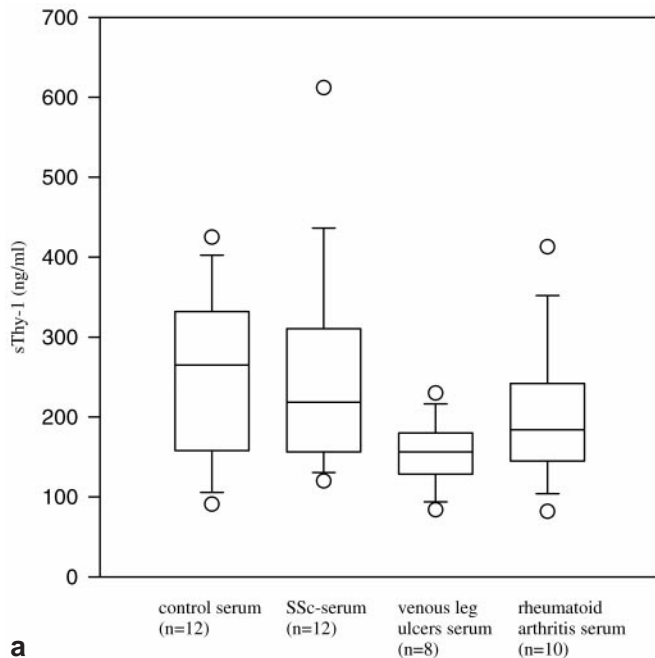 700
600
500
400
300
200
100
0
sThy-1 (ng/ml)
control serum
(n=12)
SSc-serum
(n=12)
venous leg
ulcers serum
(n=8)
rheumatoid
arthritis serum
(n=10)
a